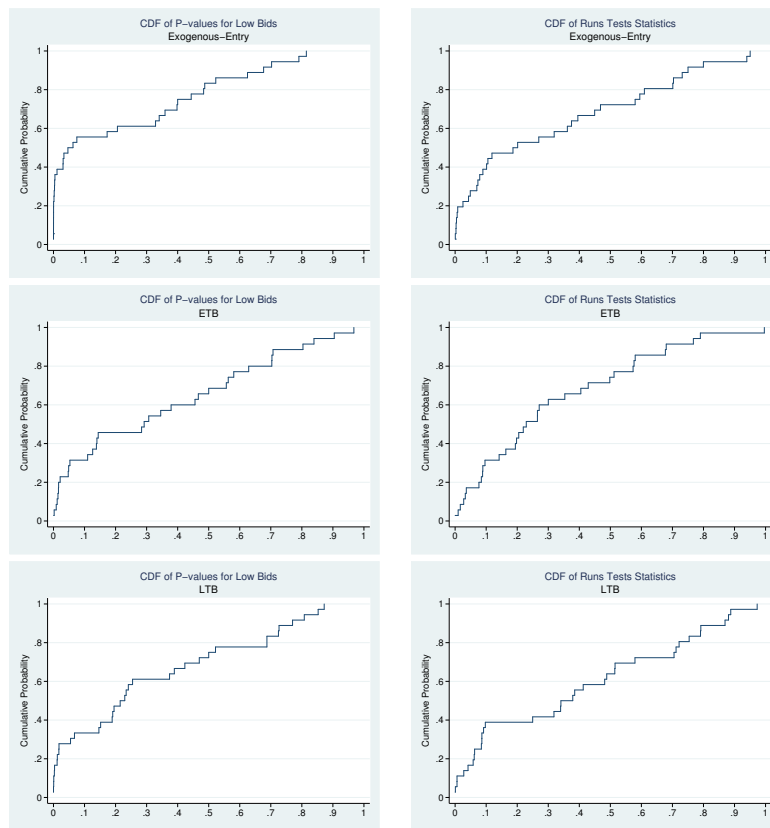 CDF of P−values for Low Bids
Exogenous−Entry
Cumulative Probability
1
.8
.6
.4
.2
0
0 .1 .2 .3 .4 .5 .6 .7 .8 .9 1
CDF of Runs Tests Statistics
Exogenous−Entry
Cumulative Probability
1
.8
.6
.4
.2
0
0 .1 .2 .3 .4 .5 .6 .7 .8 .9 1
CDF of P−values for Low Bids
ETB
Cumulative Probability
1
.8
.6
.4
.2
0
0 .1 .2 .3 .4 .5 .6 .7 .8 .9 1
CDF of Runs Tests Statistics
ETB
Cumulative Probability
1
.8
.6
.4
.2
0
0 .1 .2 .3 .4 .5 .6 .7 .8 .9 1
CDF of P−values for Low Bids
LTB
Cumulative Probability
1
.8
.6
.4
.2
0
0 .1 .2 .3 .4 .5 .6 .7 .8 .9 1
CDF of Runs Tests Statistics
LTB
Cumulative Probability
1
.8
.6
.4
.2
0
0 .1 .2 .3 .4 .5 .6 .7 .8 .9 1